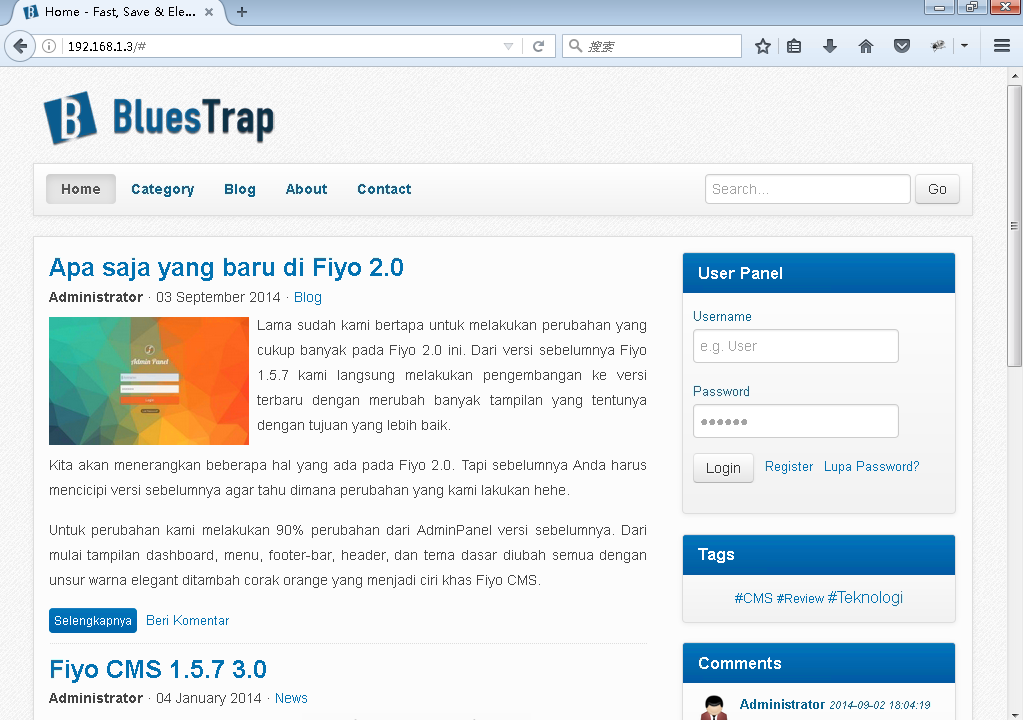 Home - Fast, Save & Ele...
192.168.1.3/#
搜索
BluesTrap
Home Category Blog About Contact
Search...
Go
Apa saja yang baru di Fiyo 2.0
Administrator · 03 September 2014 · Blog
Admin Panel
Lama sudah kami bertapa untuk melakukan perubahan yang
cukup banyak pada Fiyo 2.0 ini. Dari versi sebelumnya Fiyo
1.5.7 kami langsung melakukan pengembangan ke versi
terbaru dengan merubah banyak tampilan yang tentunya
dengan tujuan yang lebih baik.
Kita akan menerangkan beberapa hal yang ada pada Fiyo 2.0. Tapi sebelumnya Anda harus
mencicipi versi sebelumnya agar tahu dimana perubahan yang kami lakukan hehe.
Untuk perubahan kami melakukan 90% perubahan dari AdminPanel versi sebelumnya. Dari
mulai tampilan dashboard, menu, footer-bar, header, dan tema dasar diubah semua dengan
unsur warna elegant ditambah corak orange yang menjadi ciri khas Fiyo CMS.
Selengkapnya Beri Komentar
Fiyo CMS 1.5.7 3.0
Administrator · 04 January 2014 · News
User Panel
Username
e.g. User
Password
Login Register Lupa Password?
Tags
#CMS #Review #Teknologi
Comments
Administrator 2014-09-02 18:04:19